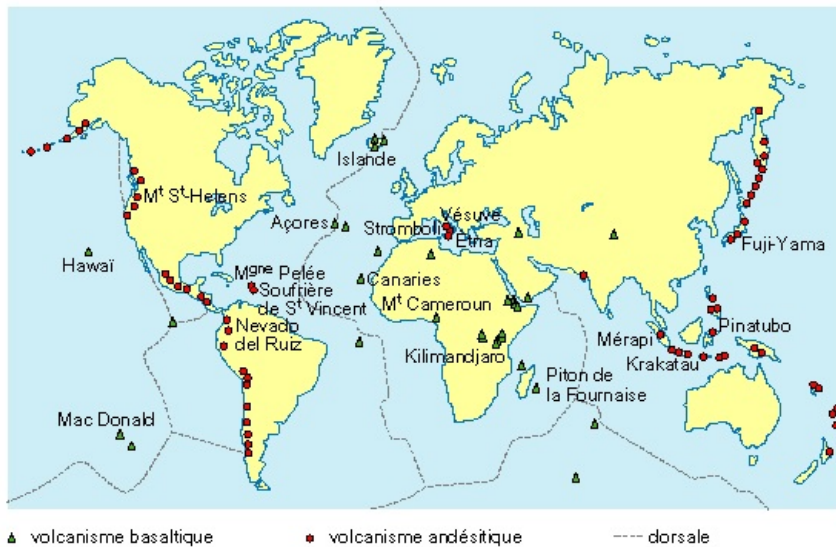 Islande
Mt St-Helens
Açores
Vésuve
Stromboli
Etna
Fuji-Yama
Hawaï
Mgne Pelée
Canaries
Soufrière
de St Vincent
Mt Cameroun
Nevado
del Ruiz
Mérapi
Pinatubo
Kilimandjaro
Krakatau
Piton de
la Fournaise
Mac Donald
volcanisme basaltique
volcanisme andésitique
dorsale